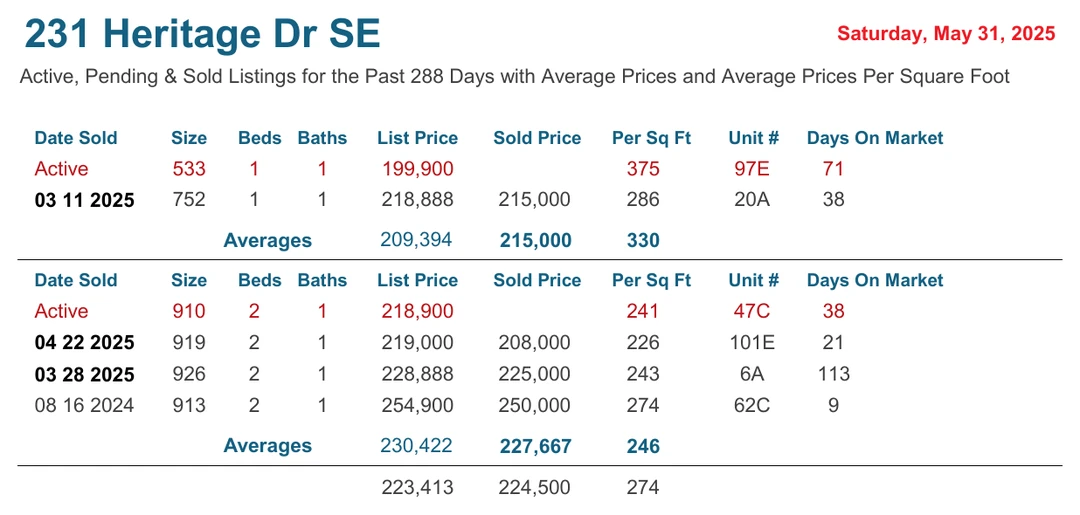 231 Heritage Dr SE
Saturday, May 31, 2025
Active, Pending & Sold Listings for the Past 288 Days with Average Prices and Average Prices Per Square Foot
Date Sold Size Beds Baths List Price Sold Price Per Sq Ft Unit # Days On Market
Active 533 1 1 199,900 375 97E 71
03 11 2025 752 1 1 218,888 215,000 286 20A 38
Averages 209,394 215,000 330
Date Sold Size Beds Baths List Price Sold Price Per Sq Ft Unit # Days On Market
Active 910 2 1 218,900 241 47C 38
04 22 2025 919 2 1 219,000 208,000 226 101E 21
03 28 2025 926 2 1 228,888 225,000 243 6A 113
08 16 2024 913 2 1 254,900 250,000 274 62C 9
Averages 230,422 227,667 246
223,413 224,500 274